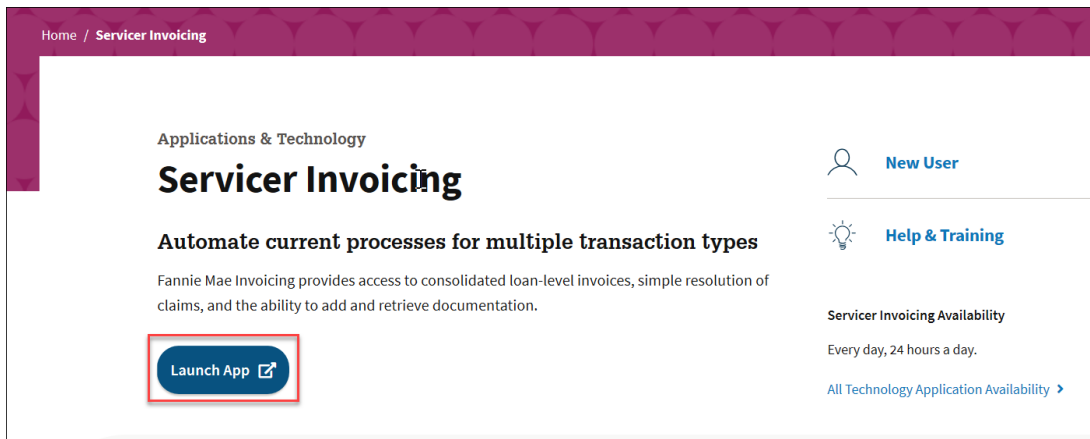 Home / Servicer Invoicing
Applications & Technology
Servicer Invoicing
Automate current processes for multiple transaction types
Fannie Mae Invoicing provides access to consolidated loan-level invoices, simple resolution of
claims, and the ability to add and retrieve documentation.
Launch App
New User
Help & Training
Servicer Invoicing Availability
Every day, 24 hours a day.
All Technology Application Availability